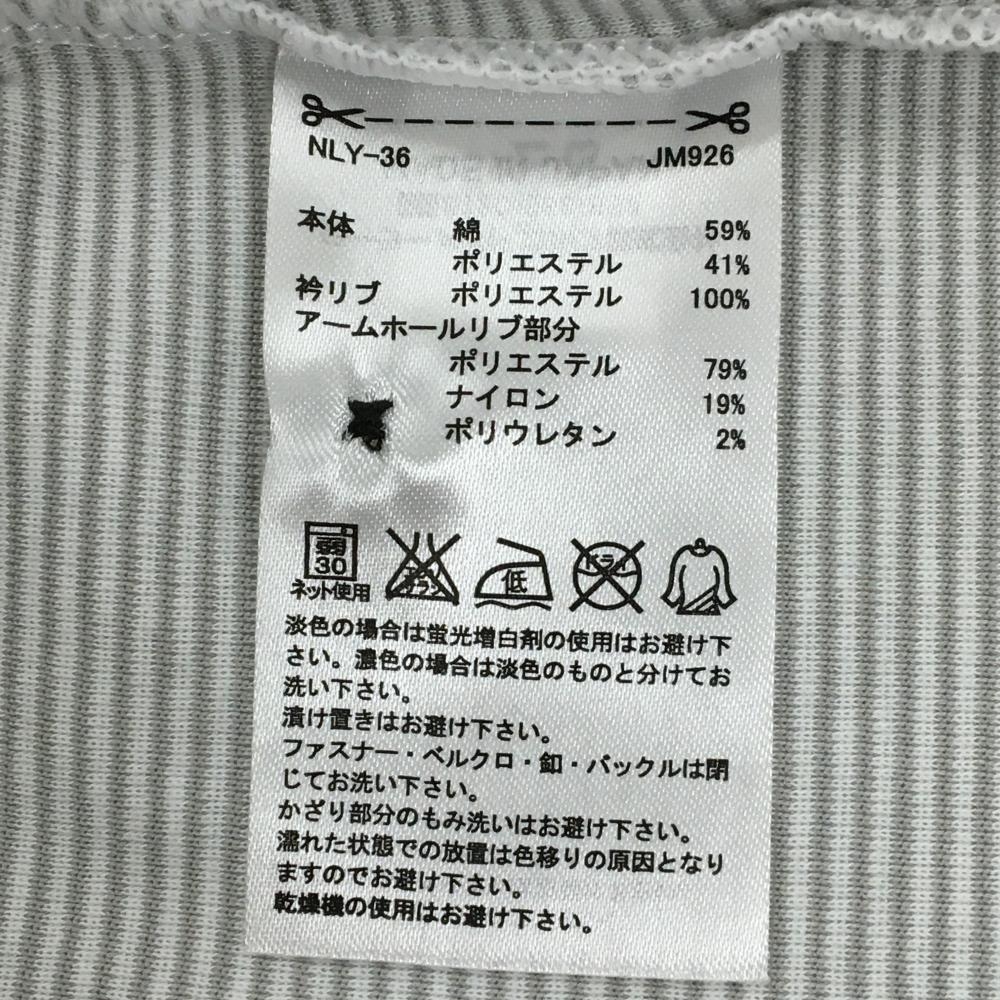 NLY-36 JM926
本体 綿 59%
ポリエステル 41%
衿リブ ポリエステル 100%
アームホールリブ部分
ポリエステル 79%
ナイロン 19%
ポリウレタン 2%
弱
30
ネット使用
エンソ
サラシ
低
ドライ
淡色の場合は蛍光増白剤の使用はお避け下
さい。濃色の場合は淡色のものと分けてお
洗い下さい。
漬け置きはお避け下さい。
ファスナー・ベルクロ・釦・バックルは閉
じてお洗い下さい。
かざり部分のもみ洗いはお避け下さい。
濡れた状態での放置は色移りの原因となり
ますのでお避け下さい。
乾燥機の使用はお避け下さい。